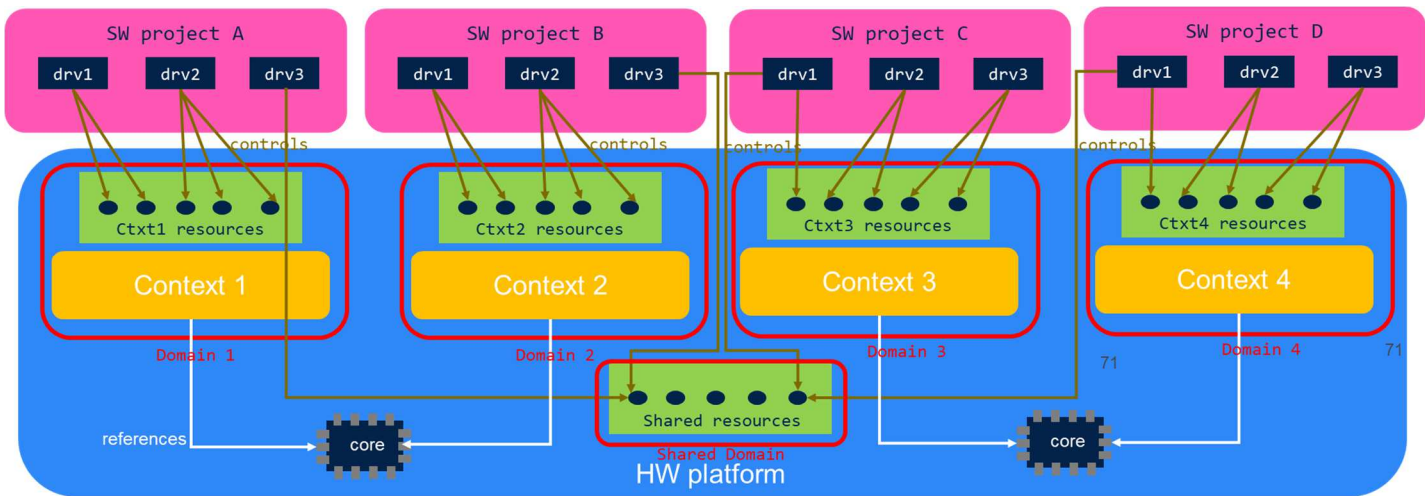 SW project A
SW project B
SW project C
SW project D
drv1
drv2
drv3
drv1
drv2
drv3
drv1
drv2
drv3
drv1
drv2
drv3
controls
controls
controls
controls
Ctxt1 resources
Ctxt2 resources
Ctxt3 resources
Ctxt4 resources
Context 1
Context 2
Context 3
Context 4
Domain 1
Domain 2
Domain 3
Domain 4
71
71
Shared resources
references
core
core
Shared Domain
HW platform